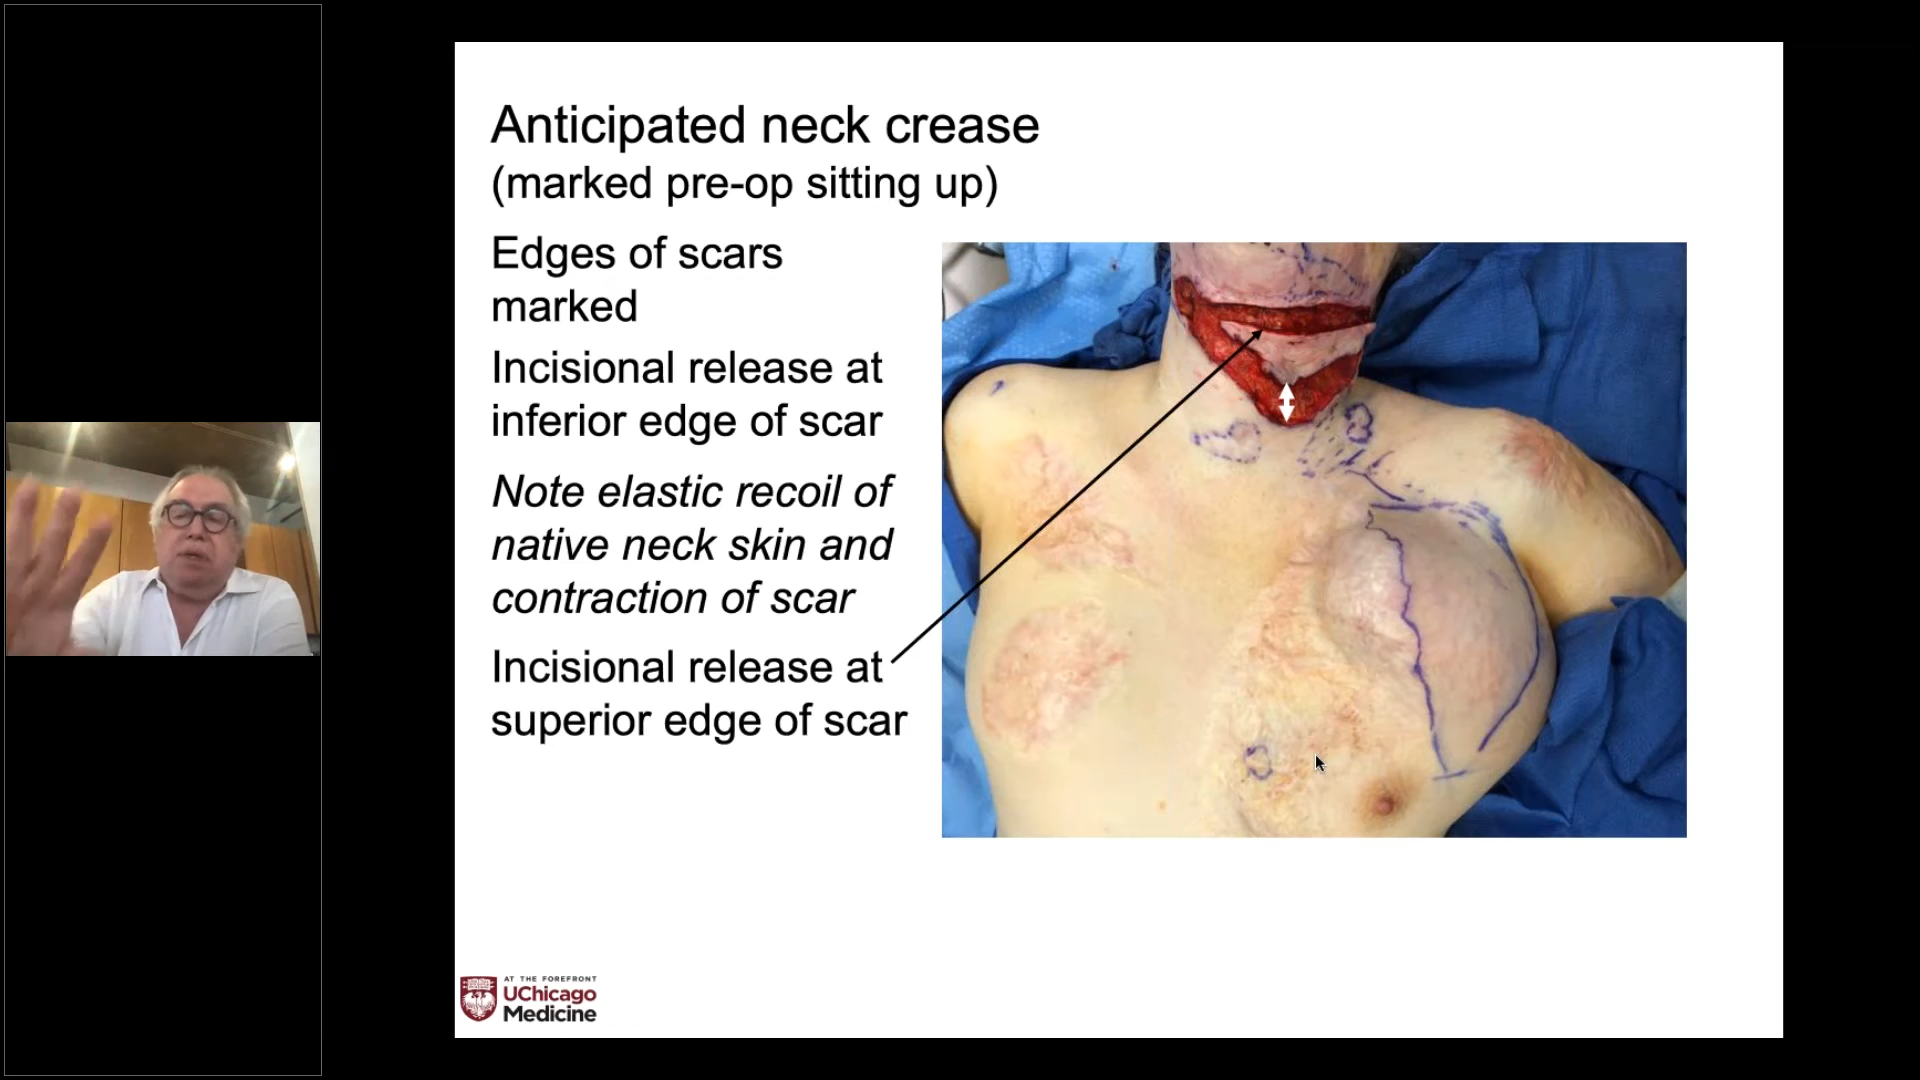 Anticipated neck crease
(marked pre-op sitting up)
Edges of scars
marked
Incisional release at
inferior edge of scar
Note elastic recoil of
native neck skin and
contraction of scar
Incisional release at
superior edge of scar
AT THE FOREFRONT
UChicago
Medicine